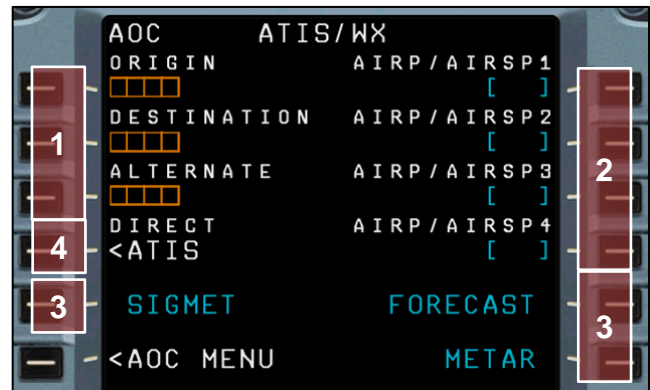 AOC ATIS/WX
ORIGIN AIRP/AIRSP1
[ ]
DESTINATION AIRP/AIRSP2
1 [ ]
ALTERNATE AIRP/AIRSP3 2
[ ]
DIRECT AIRP/AIRSP4
4 <ATIS [ ]
3 SIGMET FORECAST 3
<AOC MENU METAR